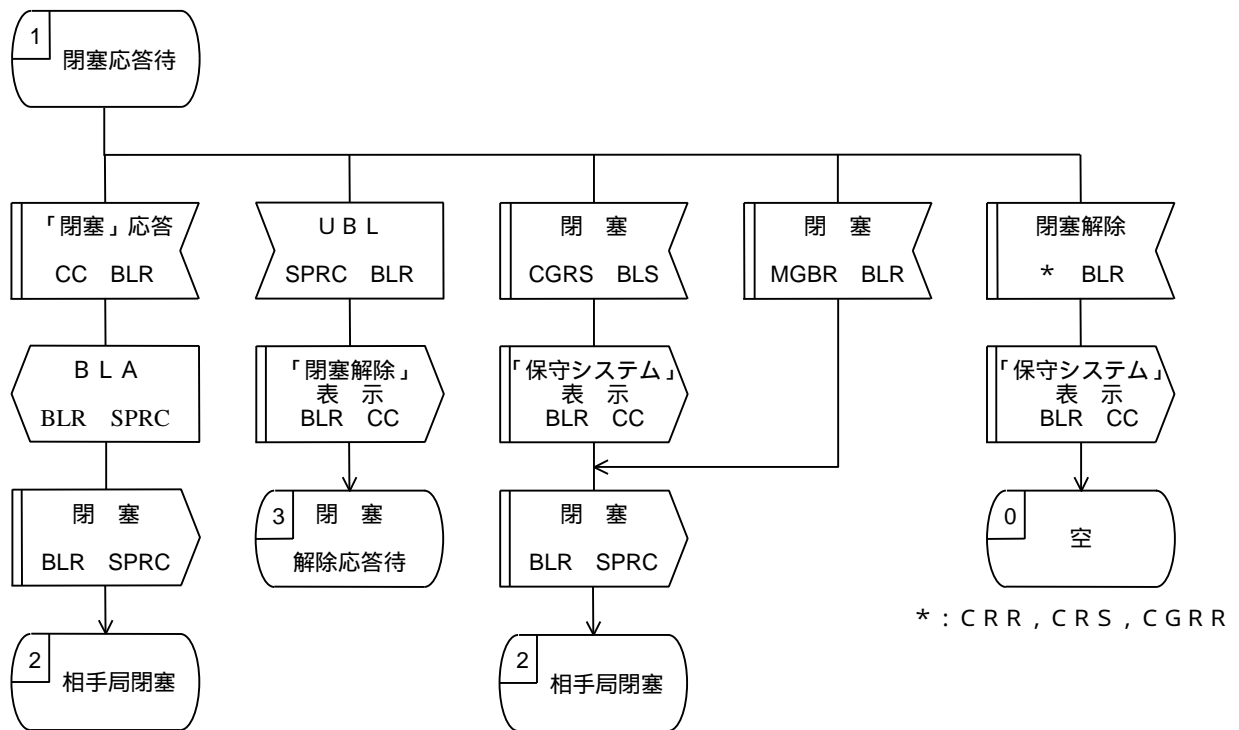 1
閉塞応答待
「閉塞」応答
CC BLR
ＵＢＬ
SPRC BLR
閉　塞
CGRS BLS
閉　塞
MGBR BLR
閉塞解除
* BLR
ＢＬＡ
BLR SPRC
「閉塞解除」
表　示
BLR CC
「保守システム」
表　示
BLR CC
「保守システム」
表　示
BLR CC
閉　塞
BLR SPRC
3
閉　塞
解除応答待
閉　塞
BLR SPRC
0
空
*：ＣＲＲ，ＣＲＳ，ＣＧＲＲ
2
相手局閉塞
2
相手局閉塞